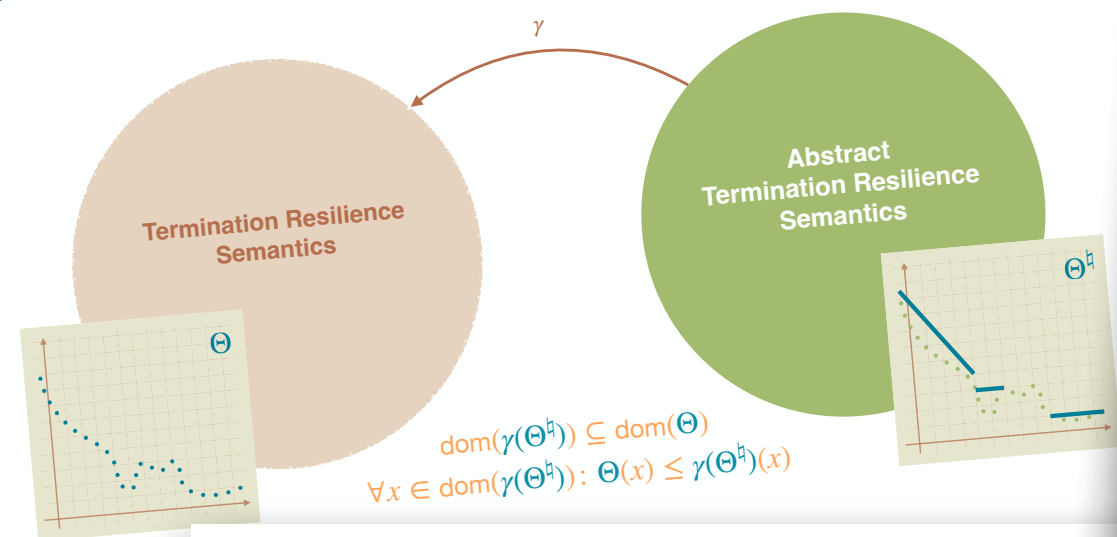 γ
Termination Resilience
Semantics
Abstract
Termination Resilience
Semantics
Θ
Θ♮
dom(γ(Θ♮)) ⊆ dom(Θ)
∀x ∈ dom(γ(Θ♮)): Θ(x) ≤ γ(Θ♮)(x)